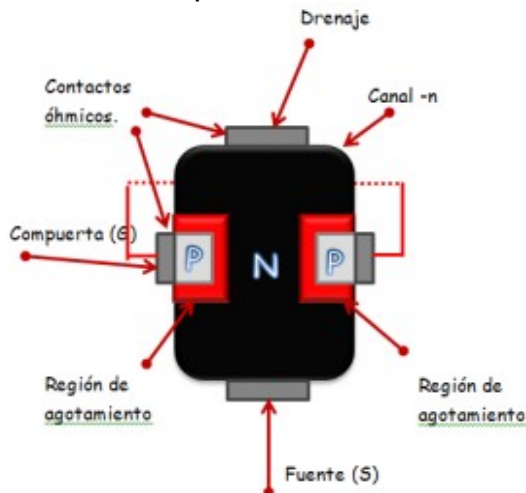 Drenaje
Contactos
óhmicos.
Canal -n
Compuerta (G)
P
N
P
Región de
agotamiento
Región de
agotamiento
Fuente (S)